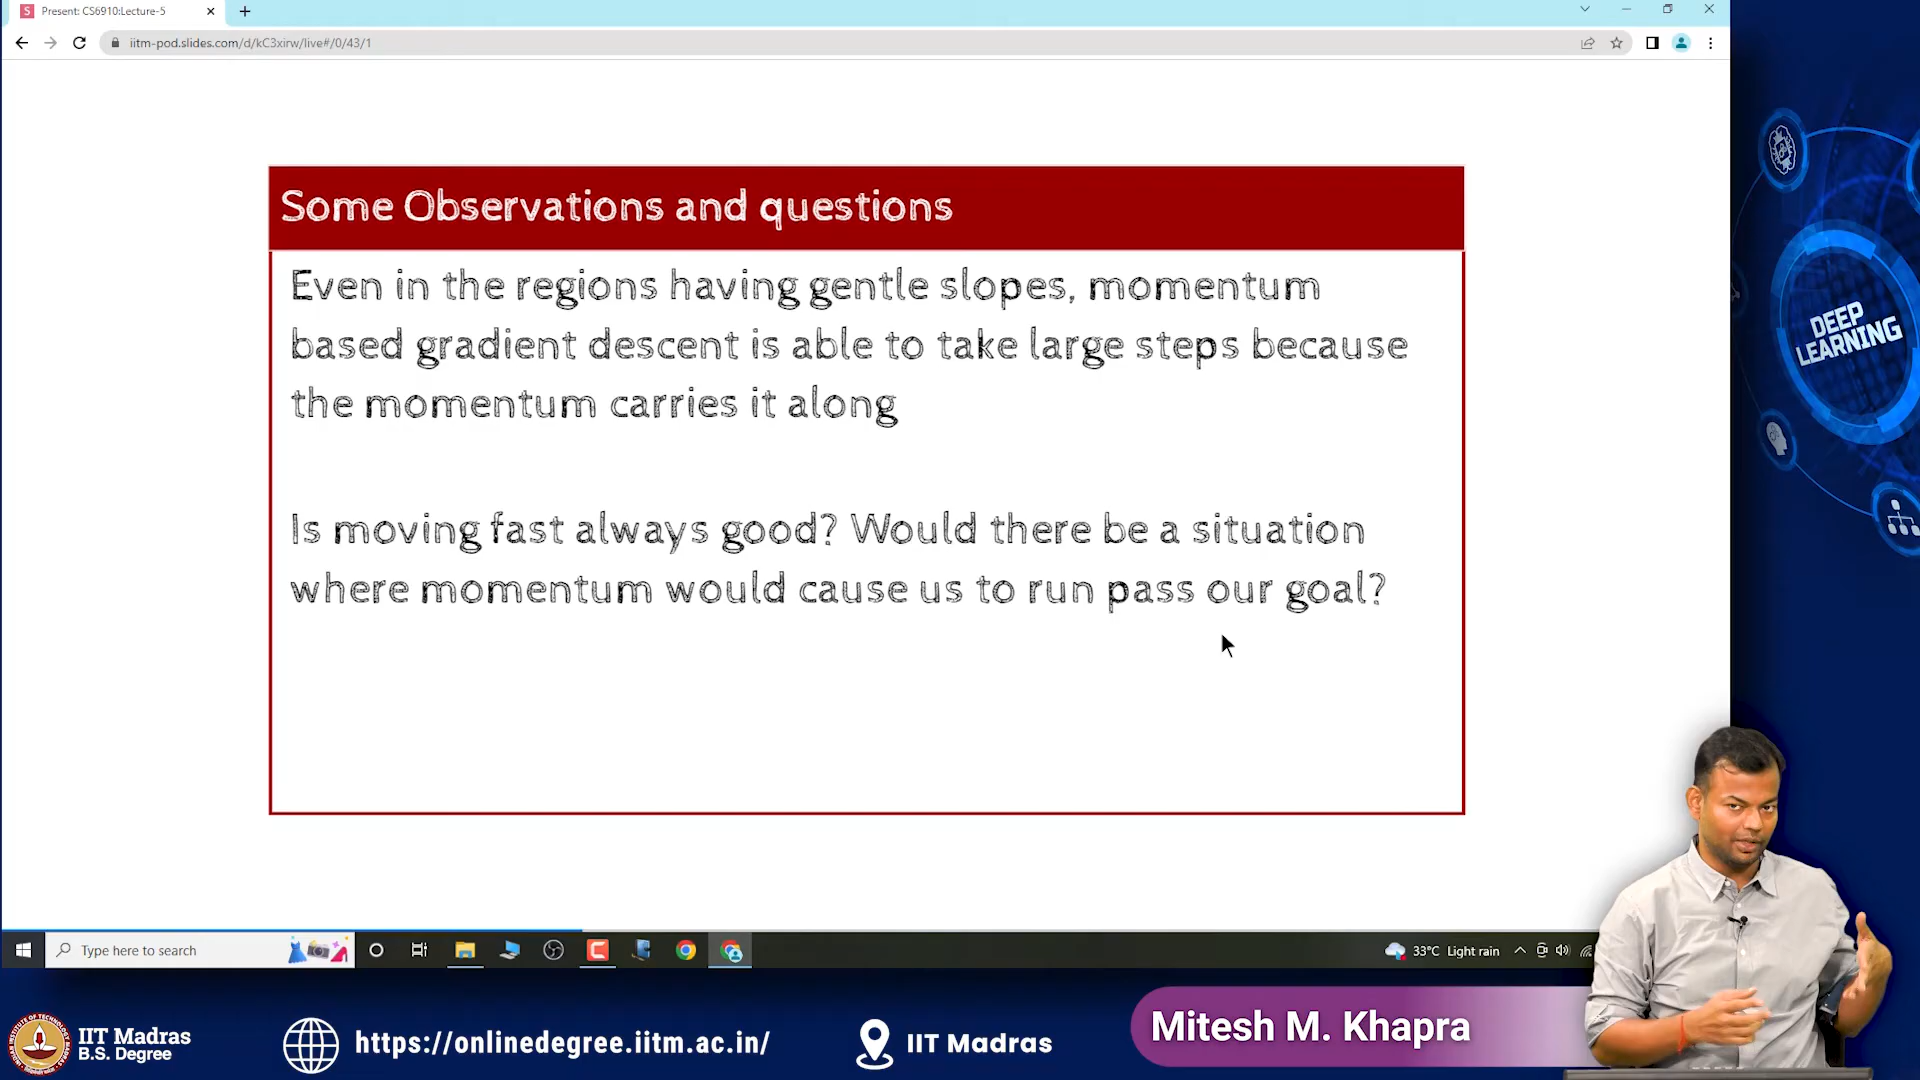 Present: CS6910:Lecture-5
iitm-pod.slides.com/d/kC3xirw/live#/0/43/1
Some Observations and questions
Even in the regions having gentle slopes, momentum
based gradient descent is able to take large steps because
the momentum carries it along
Is moving fast always good? Would there be a situation
where momentum would cause us to run pass our goal?
DEEP
LEARNING
Type here to search
33°C Light rain
IIT Madras
B.S. Degree
https://onlinedegree.iitm.ac.in/
IIT Madras
Mitesh M. Khapra